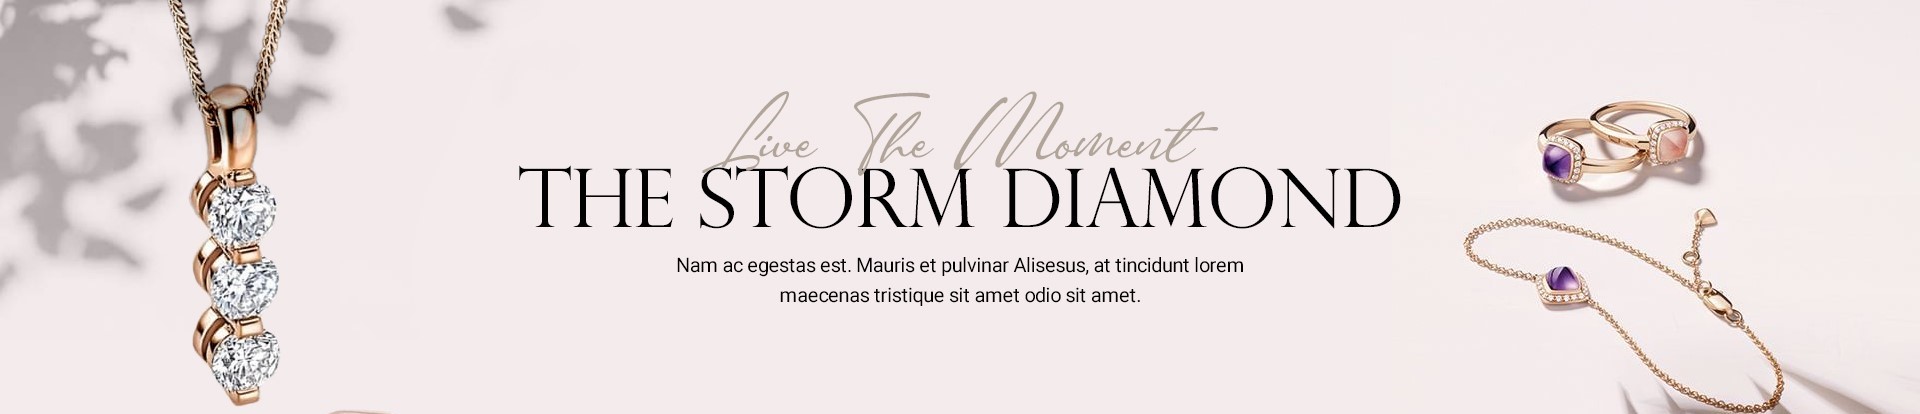 Live The Moment
THE STORM DIAMOND
Nam ac egestas est. Mauris et pulvinar Alisesus, at tincidunt lorem
maecenas tristique sit amet odio sit amet.